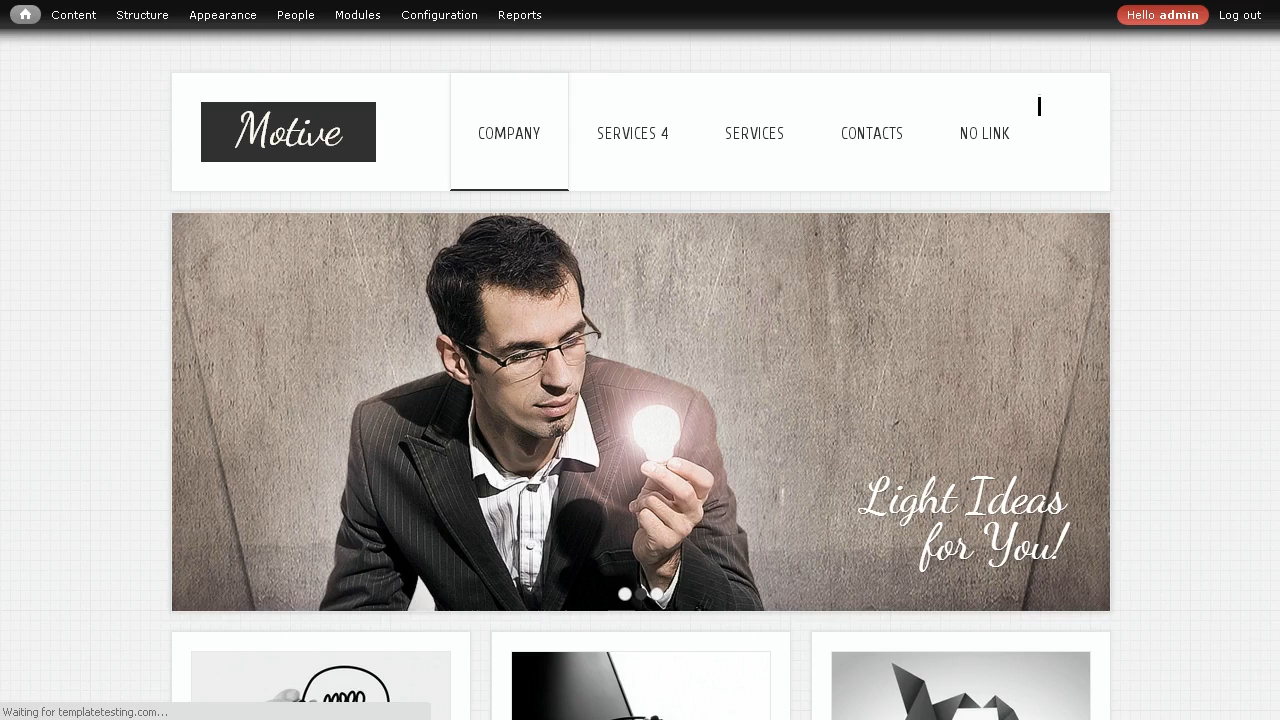 Content Structure Appearance People Modules Configuration Reports Hello admin Log out
Motive
COMPANY SERVICES 4 SERVICES CONTACTS NO LINK
Light Ideas
for You!
Waiting for templatetesting.com...